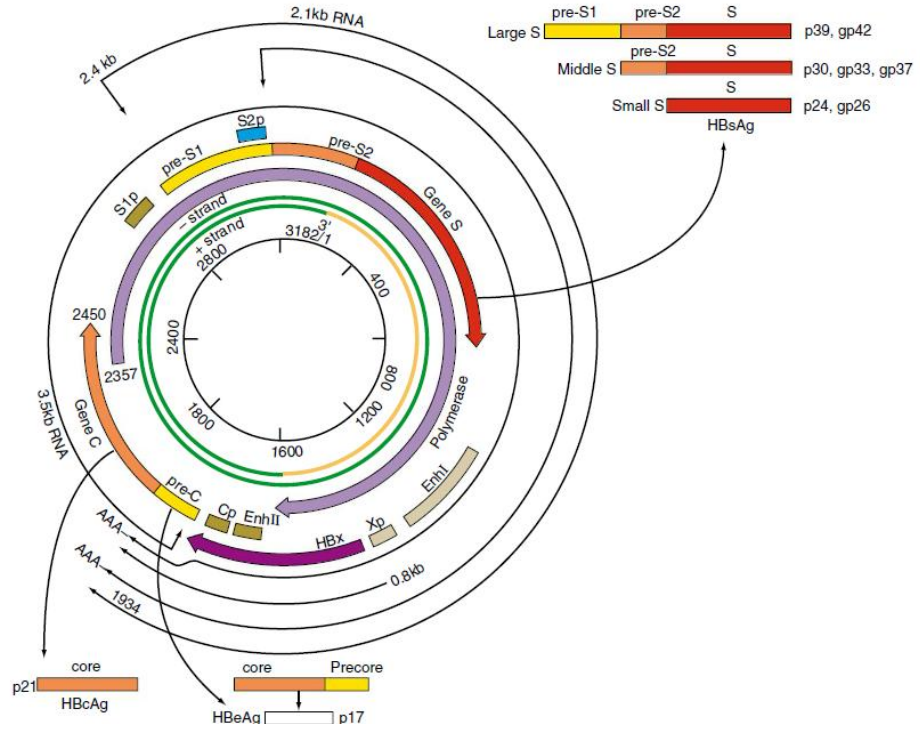 2.1kb RNA
2.4 kb
pre-S1 pre-S2 S
Large S p39, gp42
pre-S2 S
Middle S p30, gp33, gp37
S
Small S p24, gp26
HBsAg
S2p
pre-S1
pre-S2
S1p
Gene S
– strand
+ strand
3'
3182/1
2800
400
2450
2400
2357
800
1800
1200
1600
Polymerase
3.5kb RNA
Gene C
pre-C
Cp
EnhII
HBx
Xp
EnhI
AAA
AAA
0.8kb
1934
core
p21
HBcAg
core Precore
HBeAg p17